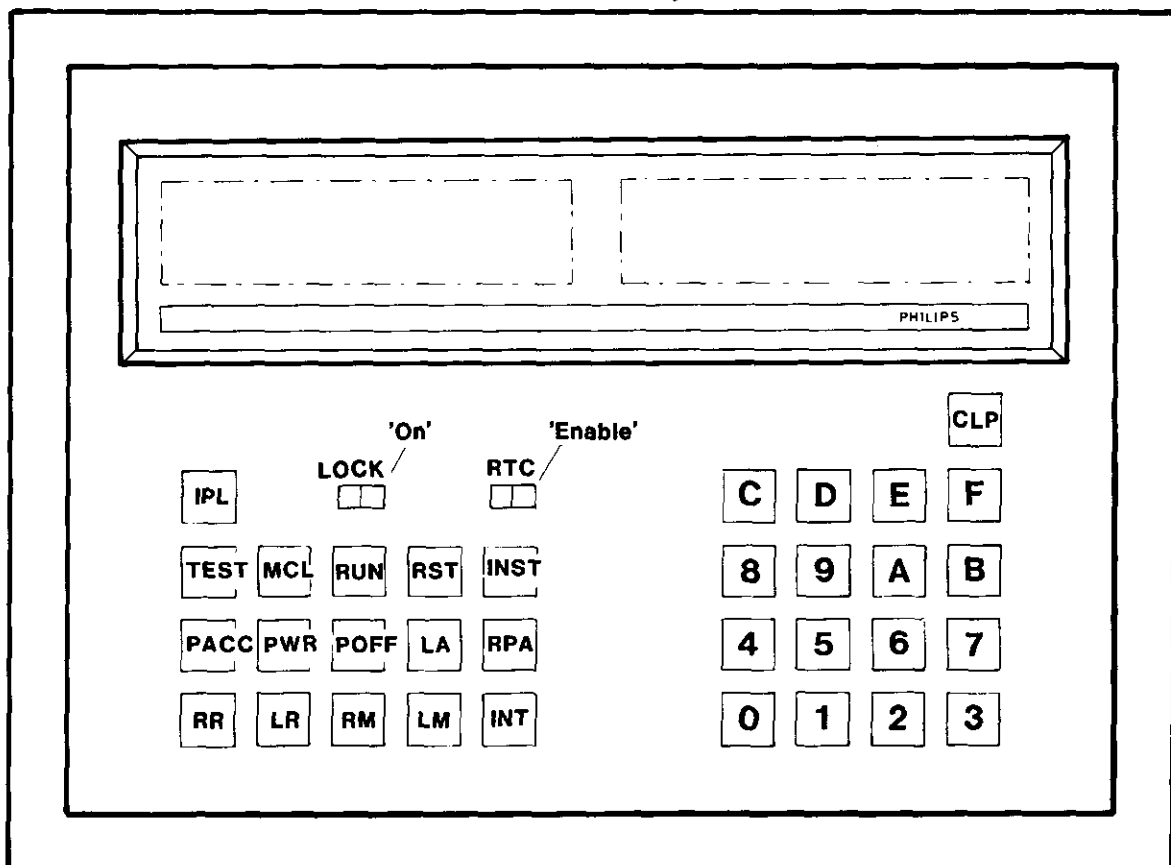 PHILIPS
CLP
'On' 'Enable'
LOCK RTC
IPL C D E F
TEST MCL RUN RST INST 8 9 A B
PACC PWR POFF LA RPA 4 5 6 7
RR LR RM LM INT 0 1 2 3